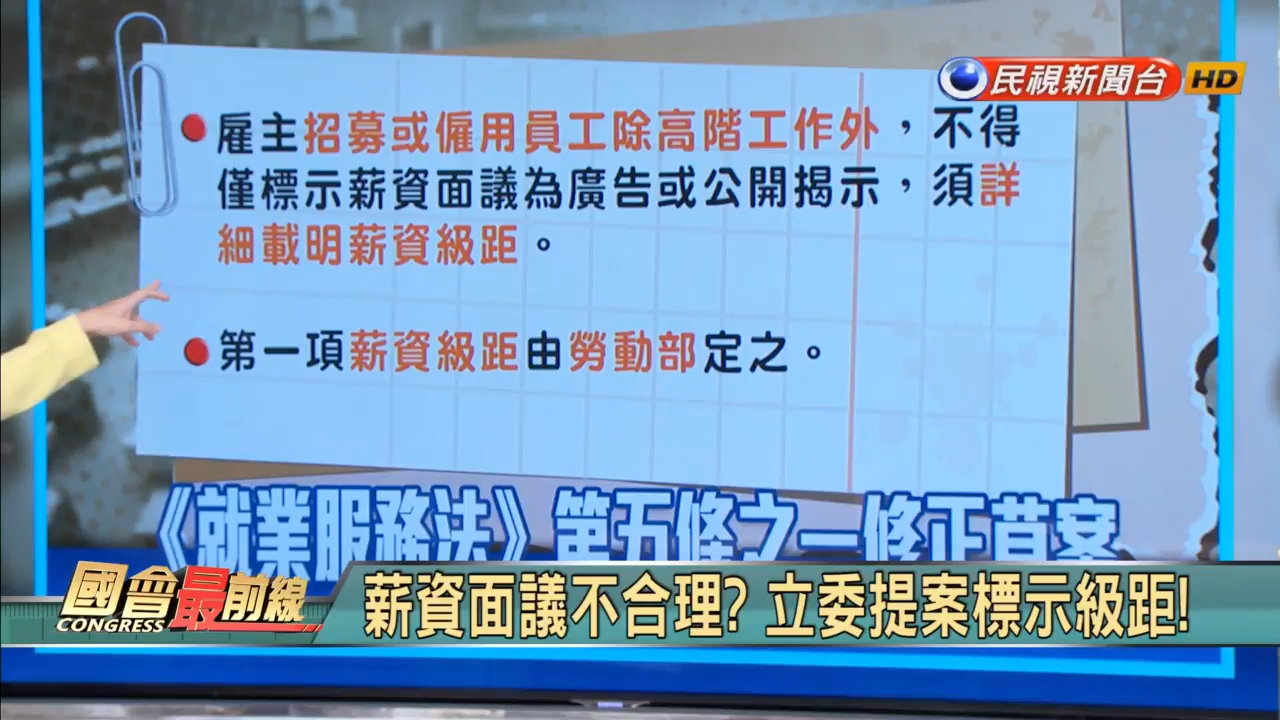 民視新聞台 HD
雇主招募或僱用員工除高階工作外，不得
僅標示薪資面議為廣告或公開揭示，須詳
細載明薪資級距。
第一項薪資級距由勞動部定之。
《就業服務法》第五條之一修正草案
國會最前線
CONGRESS
薪資面議不合理? 立委提案標示級距!